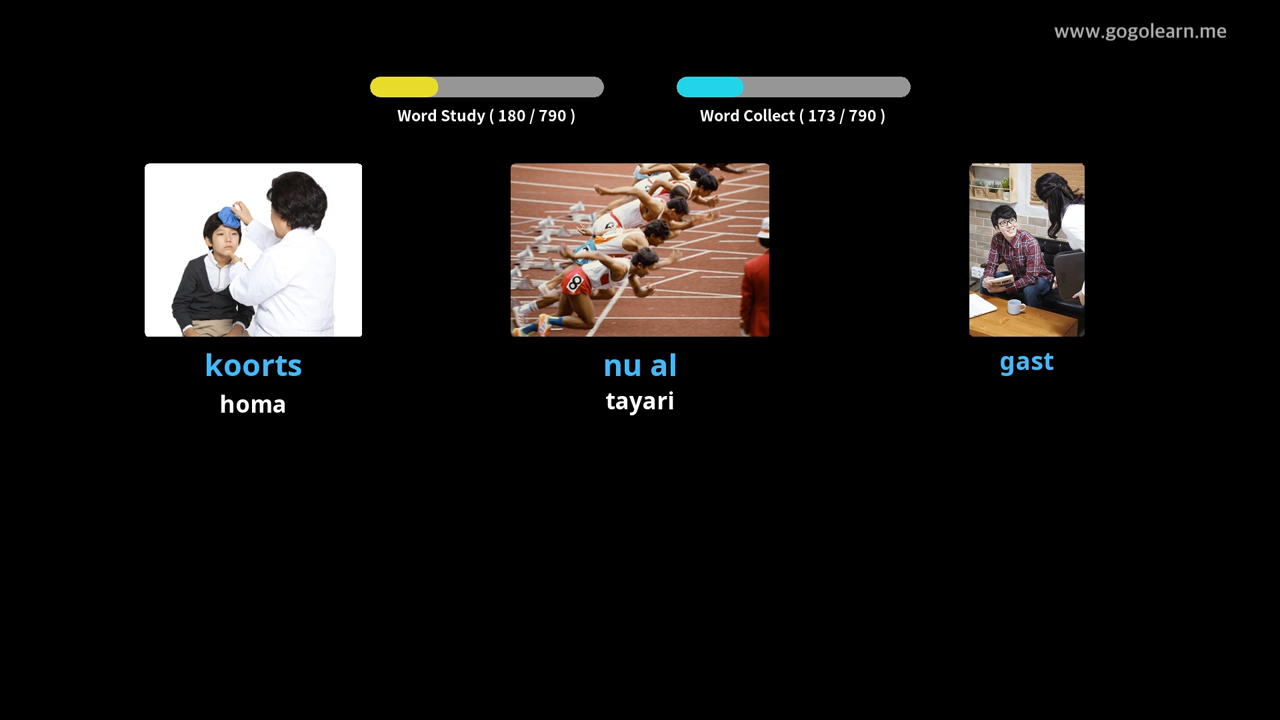 www.gogolearn.me
Word Study ( 180 / 790 )
Word Collect ( 173 / 790 )
koorts
homa
nu al
tayari
gast